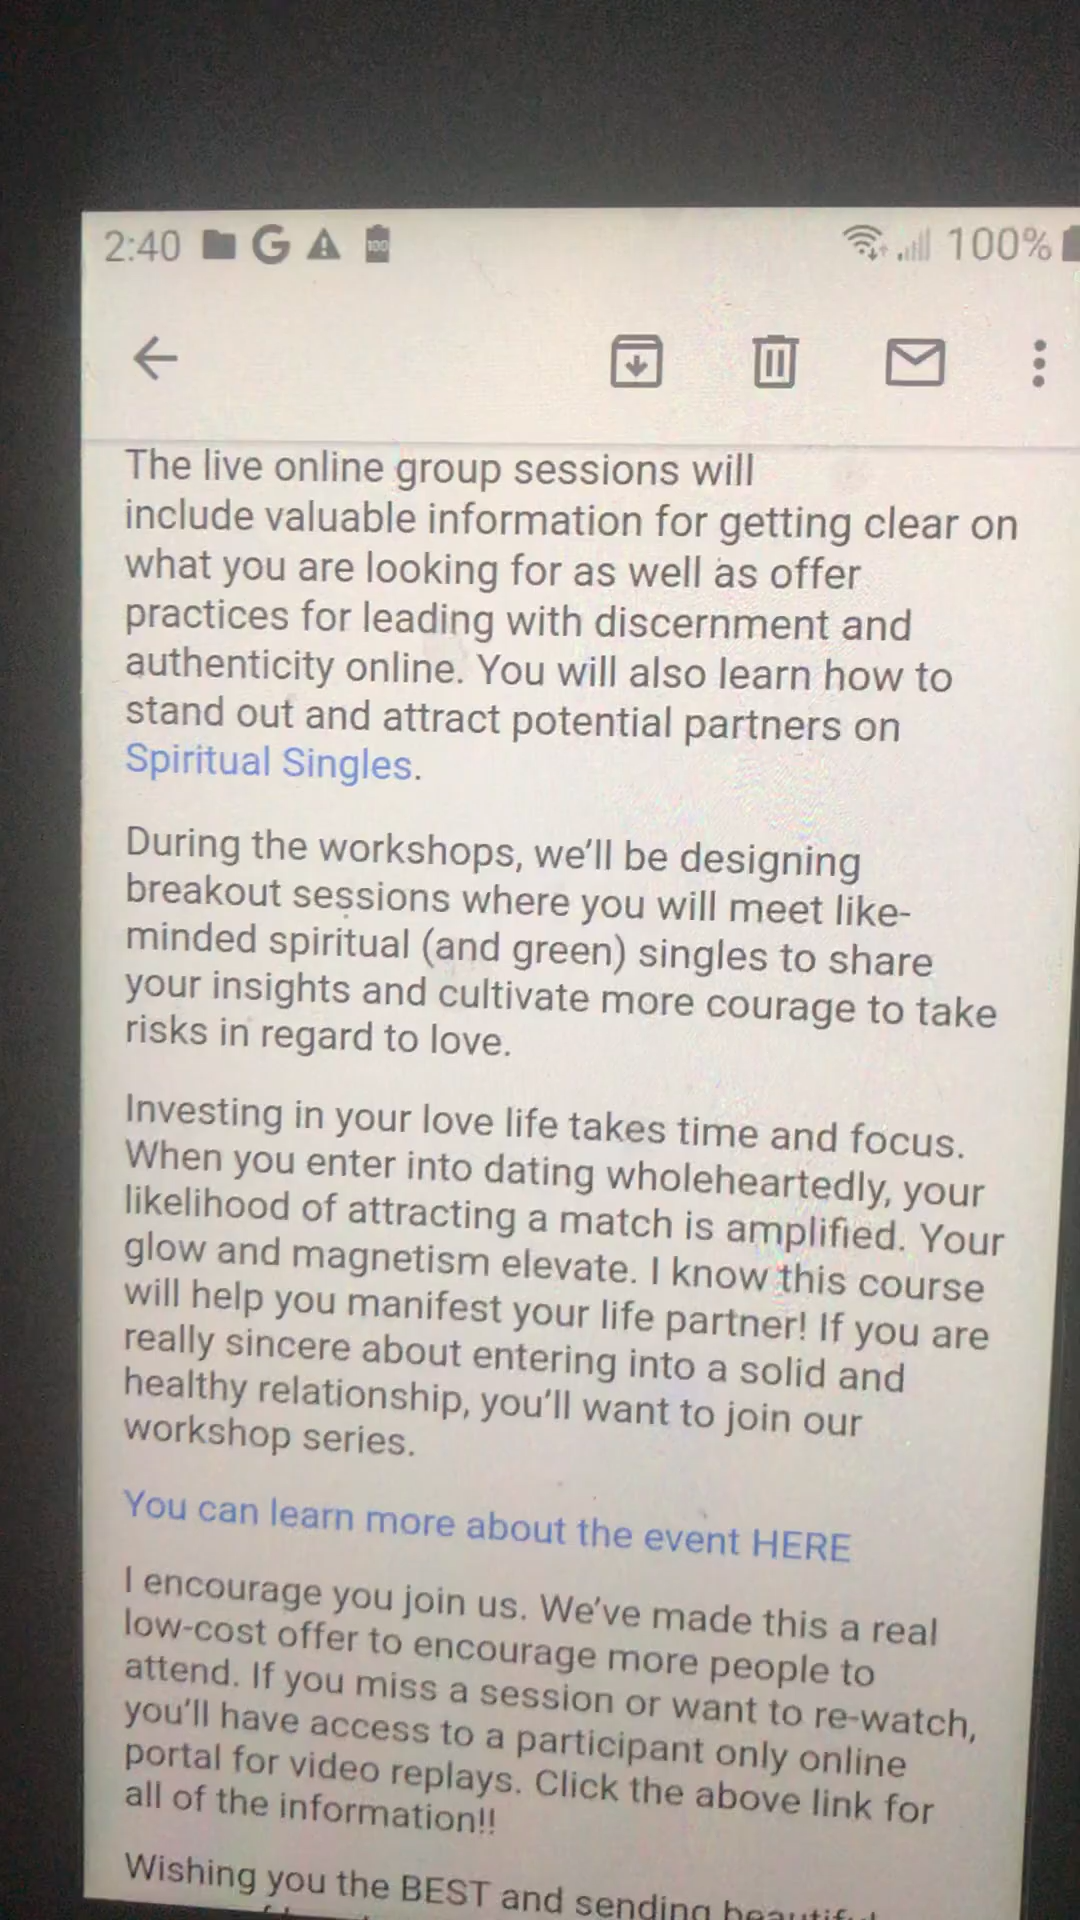 2:40 G 100 100%
The live online group sessions will
include valuable information for getting clear on
what you are looking for as well as offer
practices for leading with discernment and
authenticity online. You will also learn how to
stand out and attract potential partners on
Spiritual Singles.
During the workshops, we'll be designing
breakout sessions where you will meet like-
minded spiritual (and green) singles to share
your insights and cultivate more courage to take
risks in regard to love.
Investing in your love life takes time and focus.
When you enter into dating wholeheartedly, your
likelihood of attracting a match is amplified. Your
glow and magnetism elevate. I know this course
will help you manifest your life partner! If you are
really sincere about entering into a solid and
healthy relationship, you'll want to join our
workshop series.
You can learn more about the event HERE
I encourage you join us. We've made this a real
low-cost offer to encourage more people to
attend. If you miss a session or want to re-watch,
you'll have access to a participant only online
portal for video replays. Click the above link for
all of the information!!
Wishing you the BEST and sending